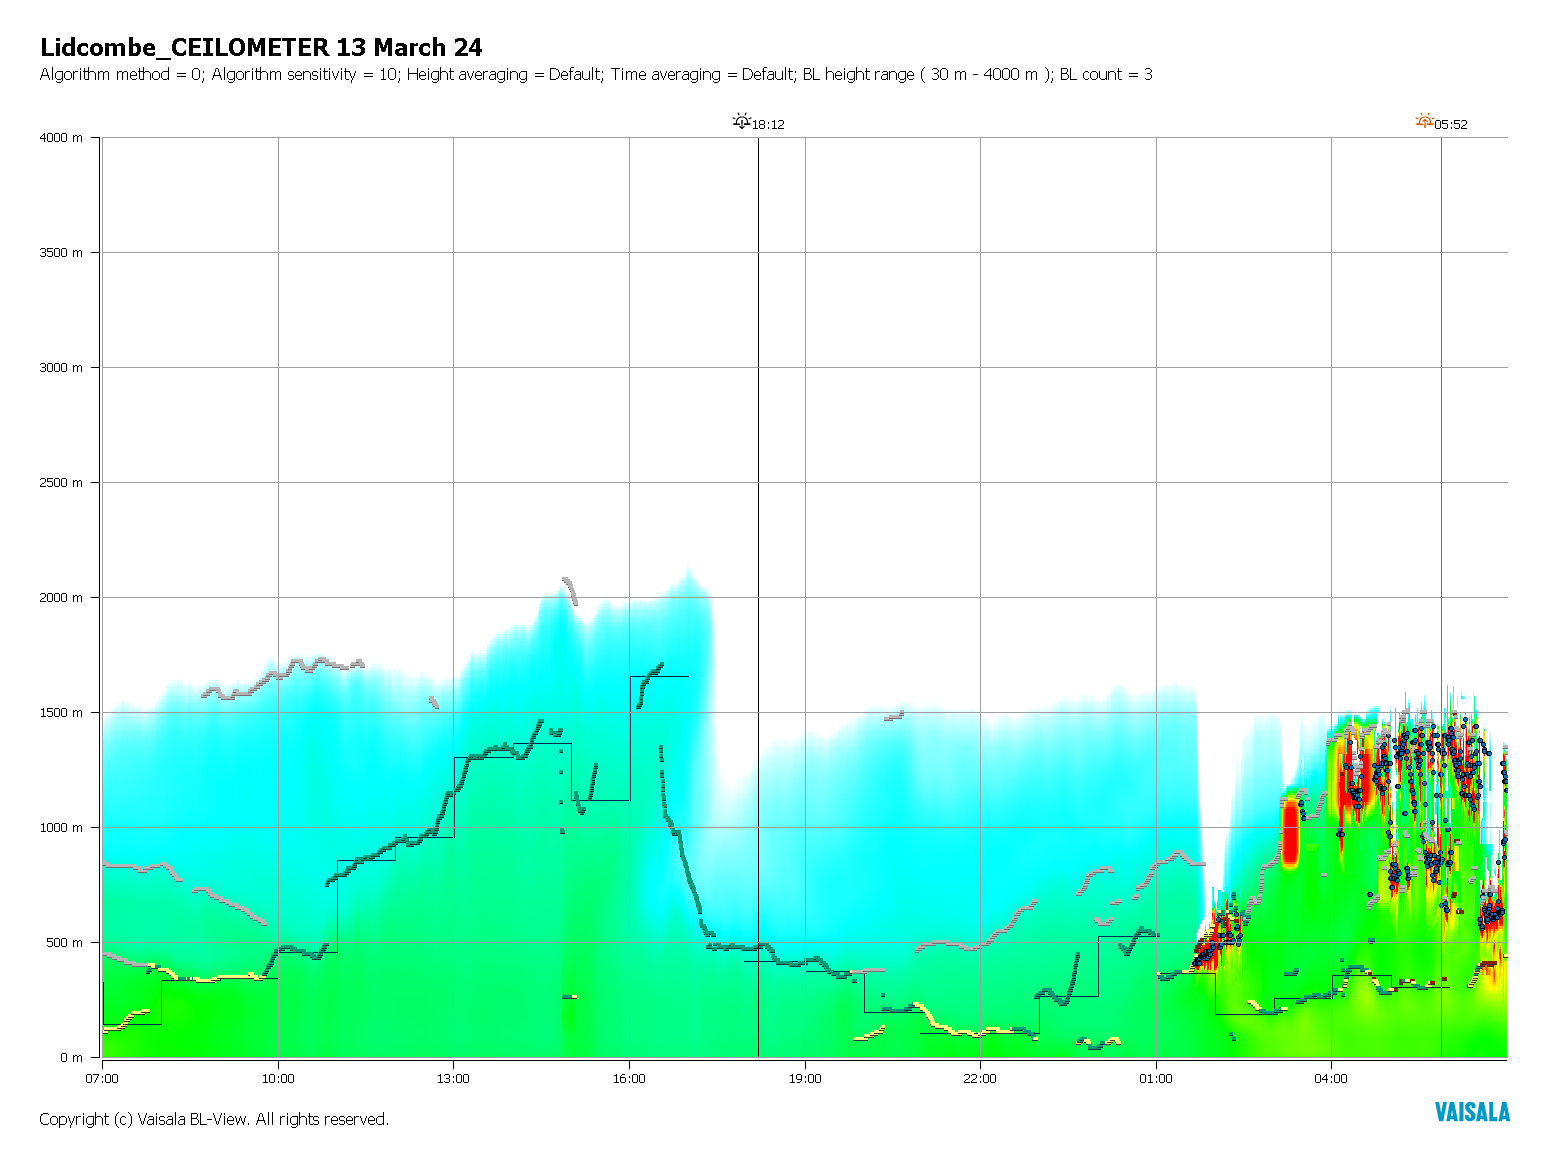 Lidcombe_CEILOMETER 13 March 24
Algorithm method = 0; Algorithm sensitivity = 10; Height averaging = Default; Time averaging = Default; BL height range ( 30 m - 4000 m ); BL count = 3
18:12 05:52
4000 m
3500 m
3000 m
2500 m
2000 m
1500 m
1000 m
500 m
0 m
07:00 10:00 13:00 16:00 19:00 22:00 01:00 04:00
Copyright (c) Vaisala BL-View. All rights reserved.
VAISALA